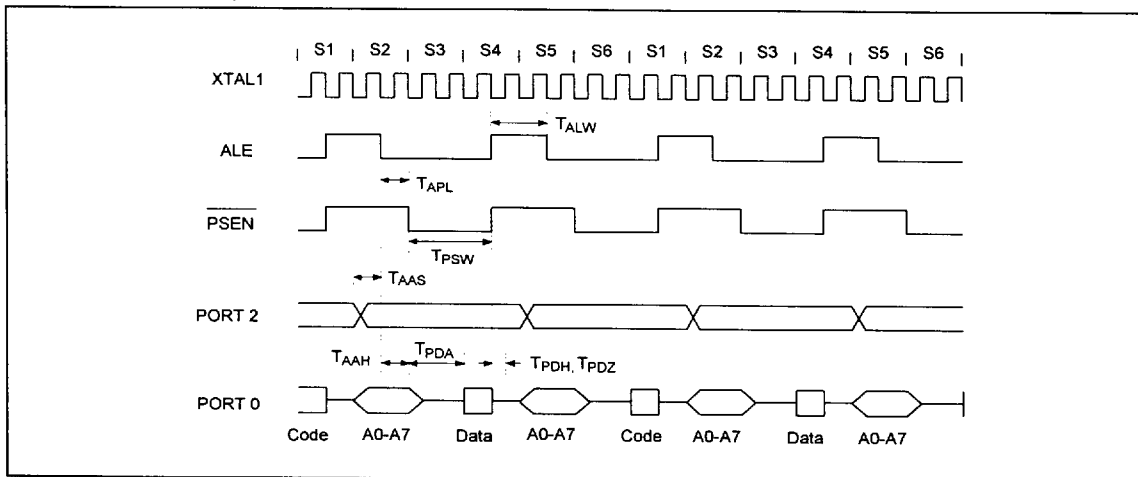 S1 S2 S3 S4 S5 S6 S1 S2 S3 S4 S5 S6
XTAL1
TALW
ALE
TAPL
PSEN
TPSW
TAAS
PORT 2
TAAH TPDA TPDH, TPDZ
PORT 0
Code A0-A7 Data A0-A7 Code A0-A7 Data A0-A7